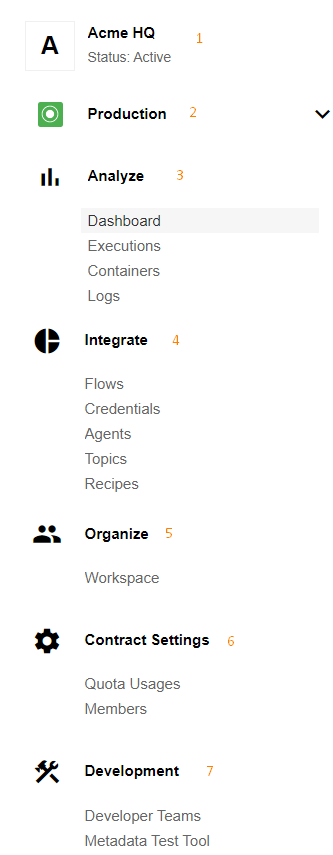 A
Acme HQ 1
Status: Active
Production 2
Analyze 3
Dashboard
Executions
Containers
Logs
Integrate 4
Flows
Credentials
Agents
Topics
Recipes
Organize 5
Workspace
Contract Settings 6
Quota Usages
Members
Development 7
Developer Teams
Metadata Test Tool